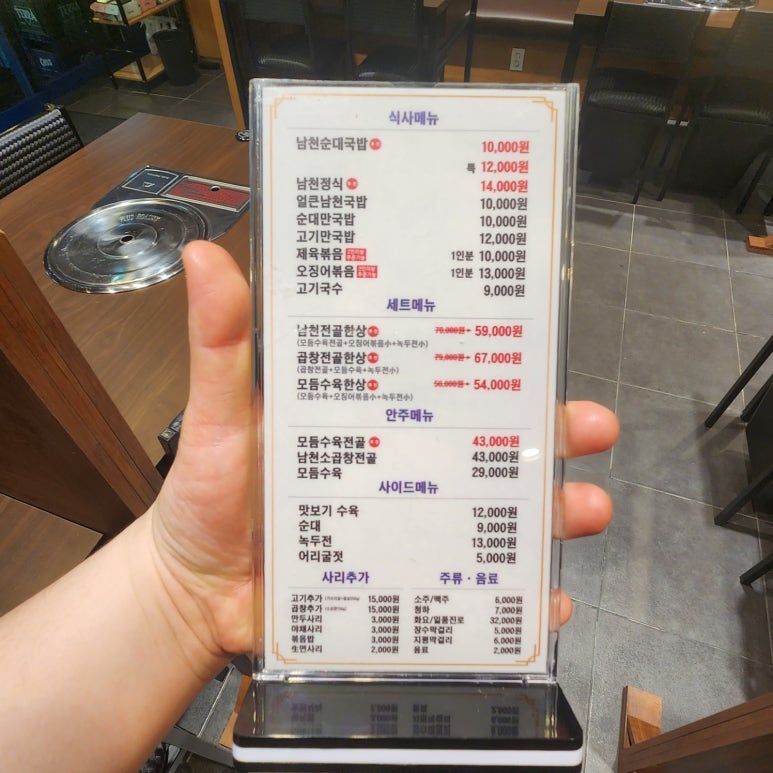 식사메뉴
남천순대국밥 10,000원
특 12,000원
남천정식 14,000원
얼큰남천국밥 10,000원
순대만국밥 10,000원
고기만국밥 12,000원
제육볶음 1인분 10,000원
오징어볶음 1인분 13,000원
고기국수 9,000원
세트메뉴
남천전골한상 59,000원
(모듬수육전골+오징어볶음小+녹두전小)
곱창전골한상 79,000원 67,000원
(곱창전골+모듬수육+녹두전小)
모듬수육한상 56,000원 54,000원
(모듬수육+오징어볶음小+녹두전小)
안주메뉴
모듬수육전골 43,000원
남천소곱창전골 43,000원
모듬수육 29,000원
사이드메뉴
맛보기 수육 12,000원
순대 9,000원
녹두전 13,000원
어리굴젓 5,000원
사리추가
고기추가 15,000원
곱창추가 15,000원
만두사리 3,000원
야채사리 3,000원
볶음밥 3,000원
생면사리 2,000원
주류 · 음료
소주/맥주 6,000원
청하 7,000원
화요/일품진로 32,000원
장수막걸리 5,000원
지평막걸리 6,000원
음료 2,000원